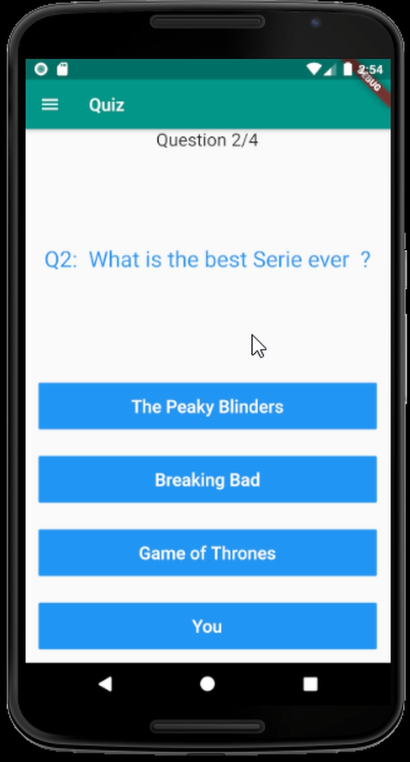 3:54
DEBUG
Quiz
Question 2/4
Q2:  What is the best Serie ever  ?
The Peaky Blinders
Breaking Bad
Game of Thrones
You